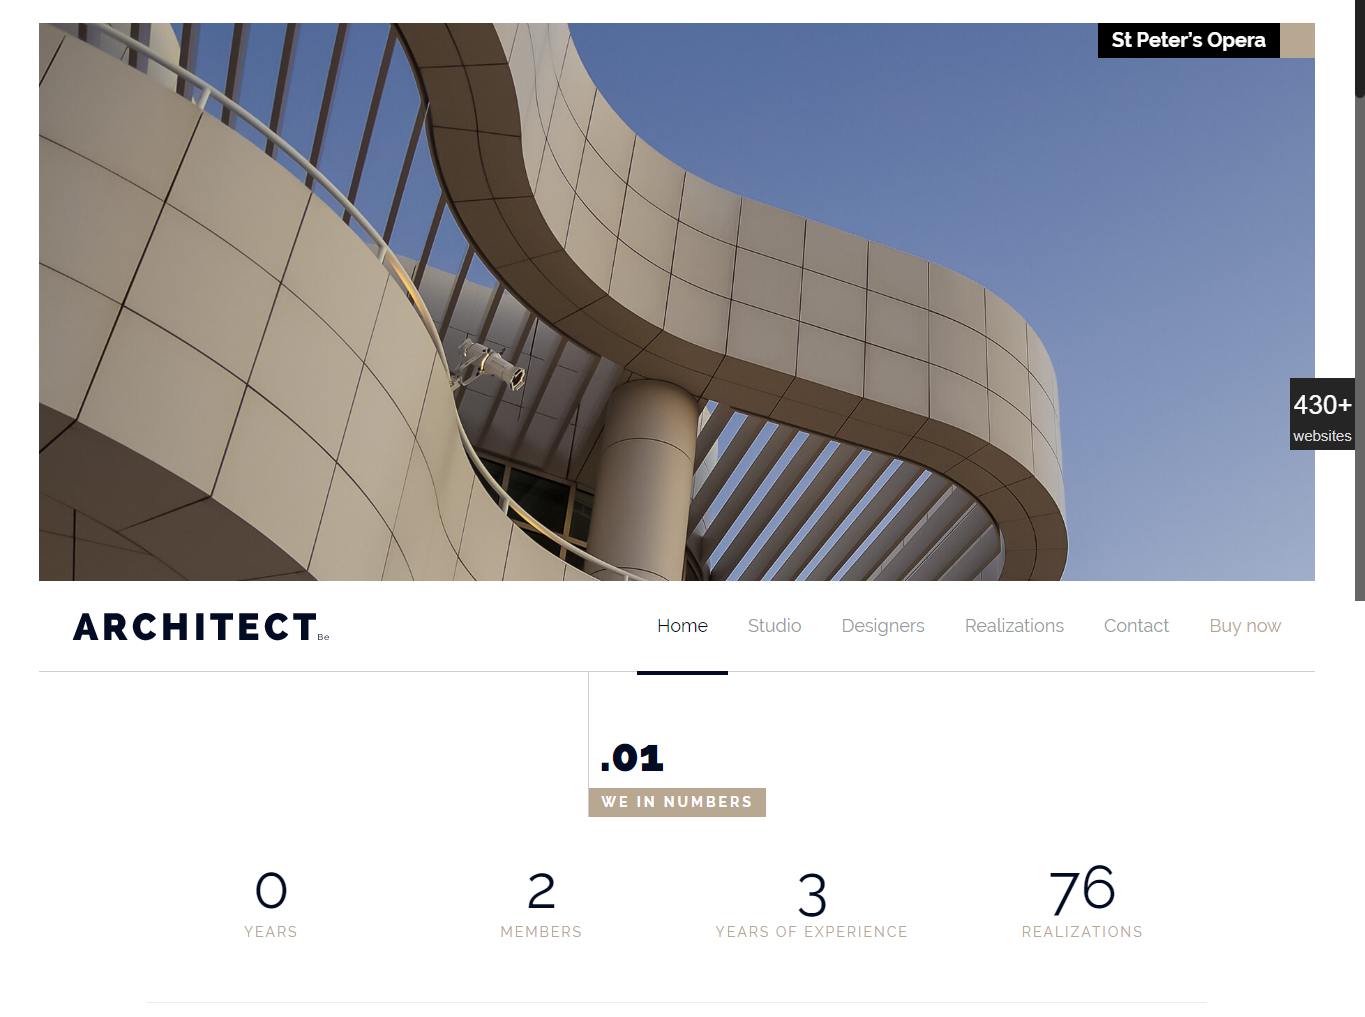 St Peter's Opera
430+
websites
ARCHITECT Be
Home Studio Designers Realizations Contact Buy now
.01
WE IN NUMBERS
0 2 3 76
YEARS MEMBERS YEARS OF EXPERIENCE REALIZATIONS